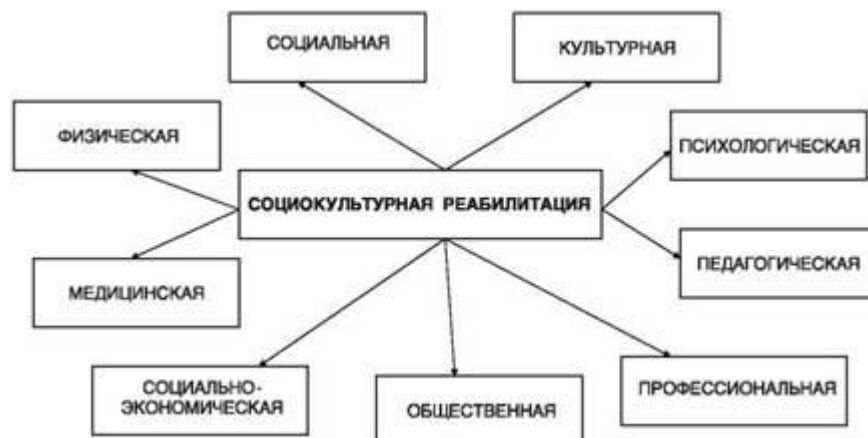 СОЦИАЛЬНАЯ
КУЛЬТУРНАЯ
ФИЗИЧЕСКАЯ
ПСИХОЛОГИЧЕСКАЯ
СОЦИОКУЛЬТУРНАЯ РЕАБИЛИТАЦИЯ
МЕДИЦИНСКАЯ
ПЕДАГОГИЧЕСКАЯ
СОЦИАЛЬНО-
ЭКОНОМИЧЕСКАЯ
ОБЩЕСТВЕННАЯ
ПРОФЕССИОНАЛЬНАЯ